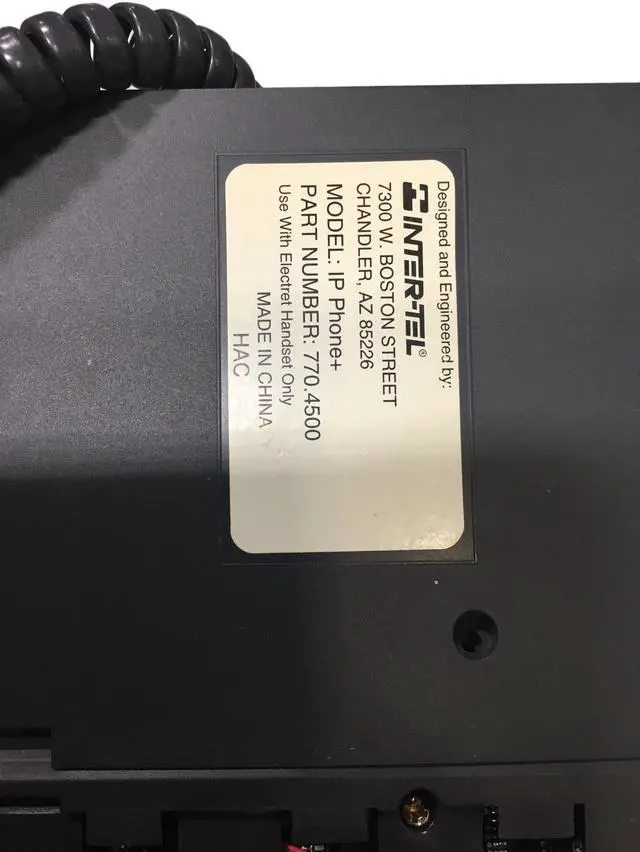 Designed and Engineered by:
INTER-TEL®
7300 W. BOSTON STREET
CHANDLER, AZ 85226
MODEL: IP Phone+
PART NUMBER: 770.4500
Use With Electret Handset Only
MADE IN CHINA
HAC